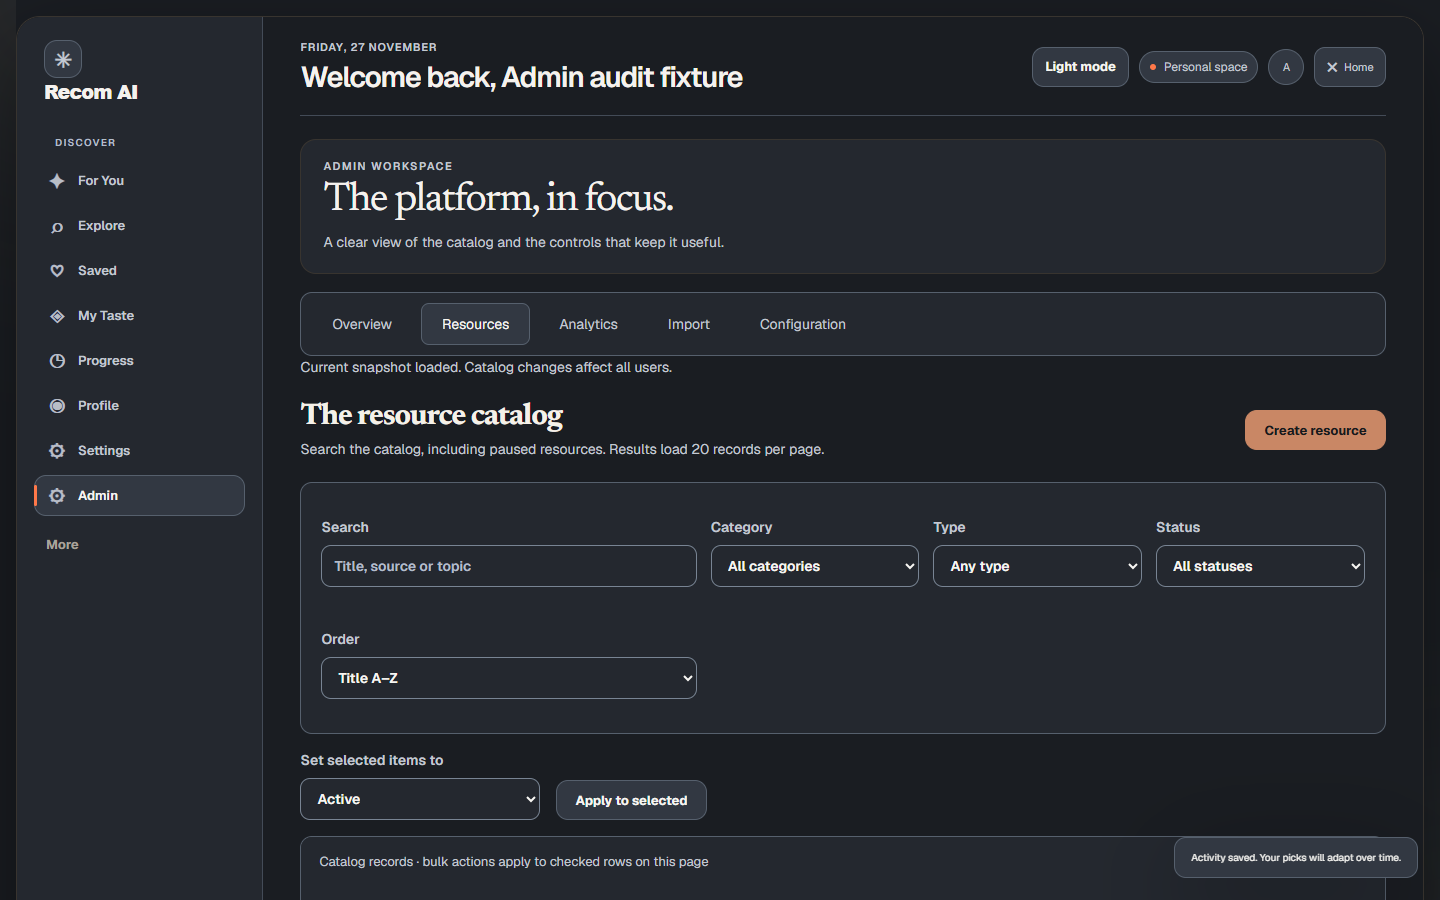 Recom AI
DISCOVER
For You
Explore
Saved
My Taste
Progress
Profile
Settings
Admin
More
FRIDAY, 27 NOVEMBER
Welcome back, Admin audit fixture
Light mode
Personal space
A
Home
ADMIN WORKSPACE
The platform, in focus.
A clear view of the catalog and the controls that keep it useful.
Overview
Resources
Analytics
Import
Configuration
Current snapshot loaded. Catalog changes affect all users.
The resource catalog
Search the catalog, including paused resources. Results load 20 records per page.
Create resource
Search
Title, source or topic
Category
All categories
Type
Any type
Status
All statuses
Order
Title A–Z
Set selected items to
Active
Apply to selected
Catalog records · bulk actions apply to checked rows on this page
Activity saved. Your picks will adapt over time.